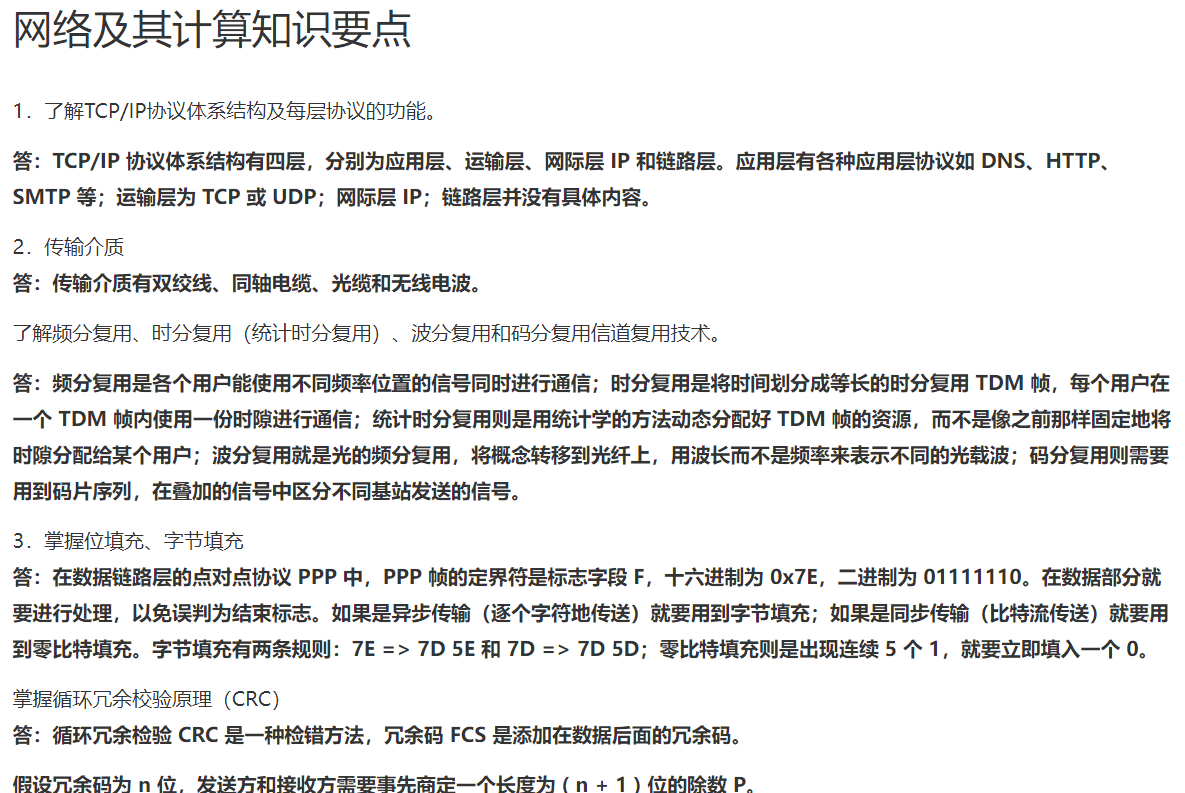 网络及其计算知识要点
1．了解TCP/IP协议体系结构及每层协议的功能。
答：TCP/IP 协议体系结构有四层，分别为应用层、运输层、网际层 IP 和链路层。应用层有各种应用层协议如 DNS、HTTP、
SMTP 等；运输层为 TCP 或 UDP；网际层 IP；链路层并没有具体内容。
2．传输介质
答：传输介质有双绞线、同轴电缆、光缆和无线电波。
了解频分复用、时分复用（统计时分复用）、波分复用和码分复用信道复用技术。
答：频分复用是各个用户能使用不同频率位置的信号同时进行通信；时分复用是将时间划分成等长的时分复用 TDM 帧，每个用户在
一个 TDM 帧内使用一份时隙进行通信；统计时分复用则是用统计学的方法动态分配好 TDM 帧的资源，而不是像之前那样固定地将
时隙分配给某个用户；波分复用就是光的频分复用，将概念转移到光纤上，用波长而不是频率来表示不同的光载波；码分复用则需要
用到码片序列，在叠加的信号中区分不同基站发送的信号。
3．掌握位填充、字节填充
答：在数据链路层的点对点协议 PPP 中，PPP 帧的定界符是标志字段 F，十六进制为 0x7E，二进制为 01111110。在数据部分就
要进行处理，以免误判为结束标志。如果是异步传输（逐个字符地传送）就要用到字节填充；如果是同步传输（比特流传送）就要用
到零比特填充。字节填充有两条规则：7E => 7D 5E 和 7D => 7D 5D；零比特填充则是出现连续 5 个 1，就要立即填入一个 0。
掌握循环冗余校验原理（CRC）
答：循环冗余检验 CRC 是一种检错方法，冗余码 FCS 是添加在数据后面的冗余码。
假设冗余码为 n 位，发送方和接收方需要事先商定一个长度为 ( n + 1 ) 位的除数 P。